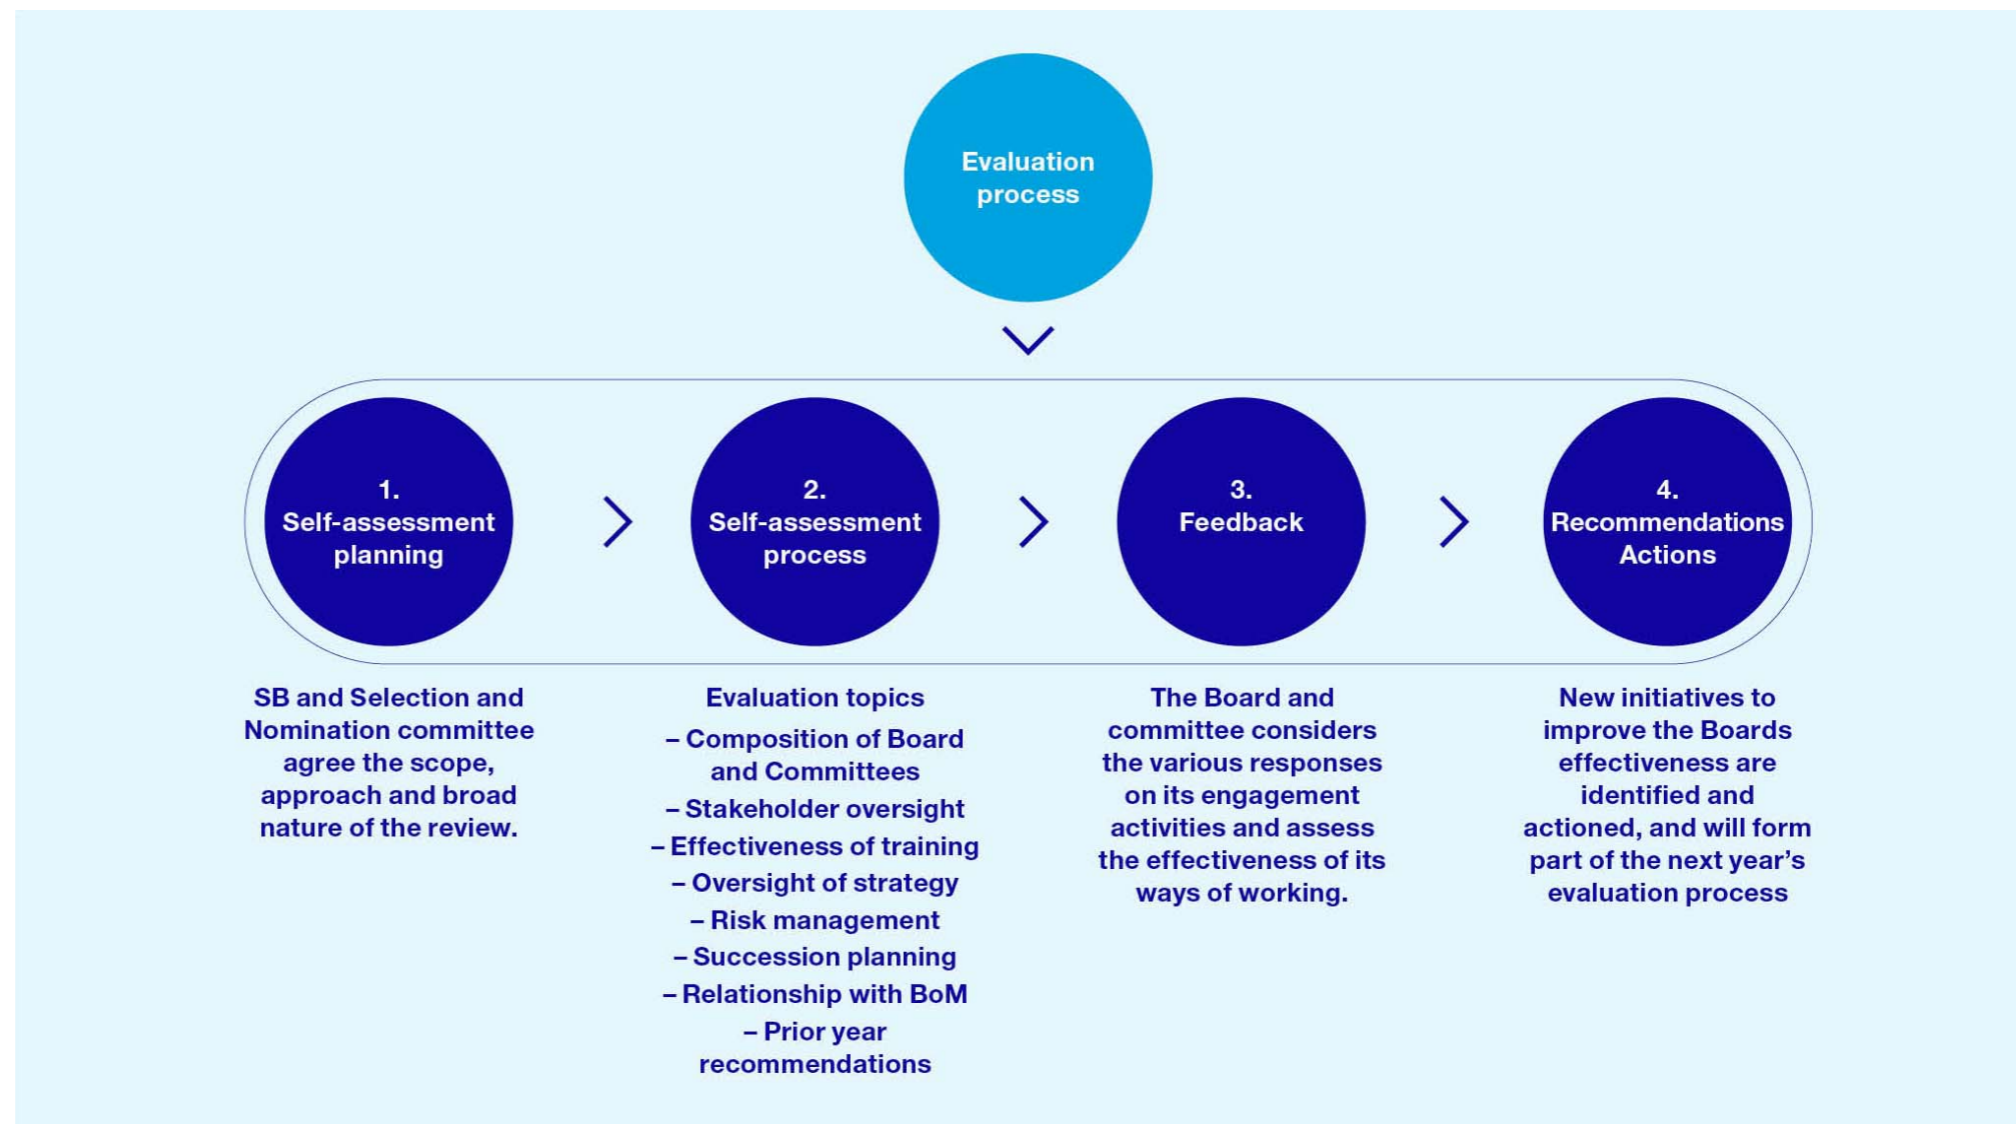 Evaluation
process
1.
Self-assessment
planning
2.
Self-assessment
process
3.
Feedback
4.
Recommendations
Actions
SB and Selection and
Nomination committee
agree the scope,
approach and broad
nature of the review.
Evaluation topics
– Composition of Board
and Committees
– Stakeholder oversight
– Effectiveness of training
– Oversight of strategy
– Risk management
– Succession planning
– Relationship with BoM
– Prior year
recommendations
The Board and
committee considers
the various responses
on its engagement
activities and assess
the effectiveness of its
ways of working.
New initiatives to
improve the Boards
effectiveness are
identified and
actioned, and will form
part of the next year’s
evaluation process